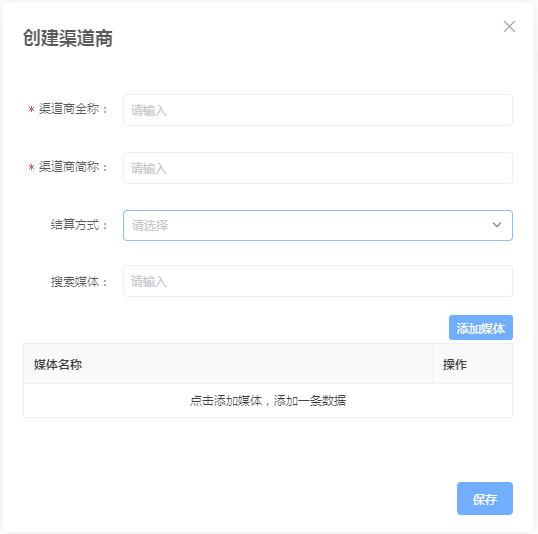 创建渠道商
* 渠道商全称：
请输入
* 渠道商简称：
请输入
结算方式：
请选择
搜索媒体：
请输入
添加媒体
媒体名称 操作
点击添加媒体，添加一条数据
保存